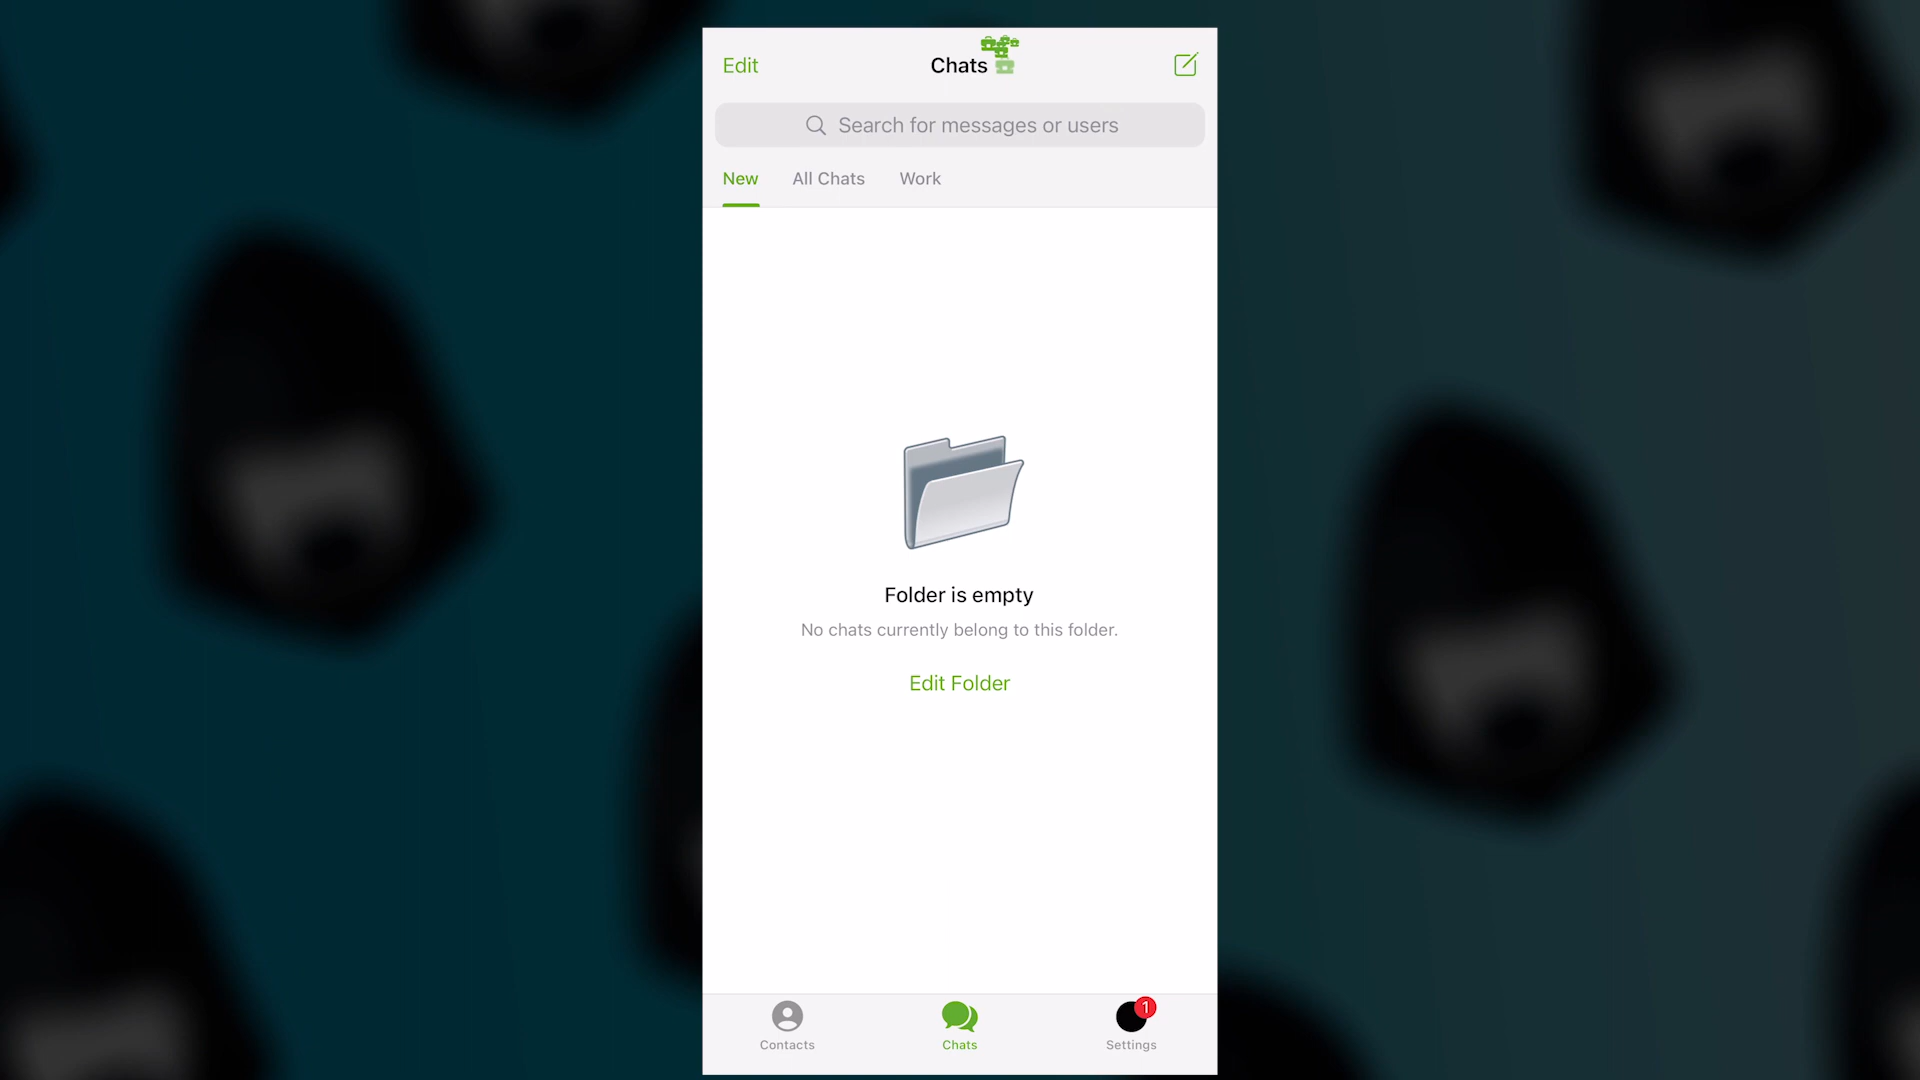 Edit
Chats
Search for messages or users
New
All Chats
Work
Folder is empty
No chats currently belong to this folder.
Edit Folder
1
Contacts
Chats
Settings